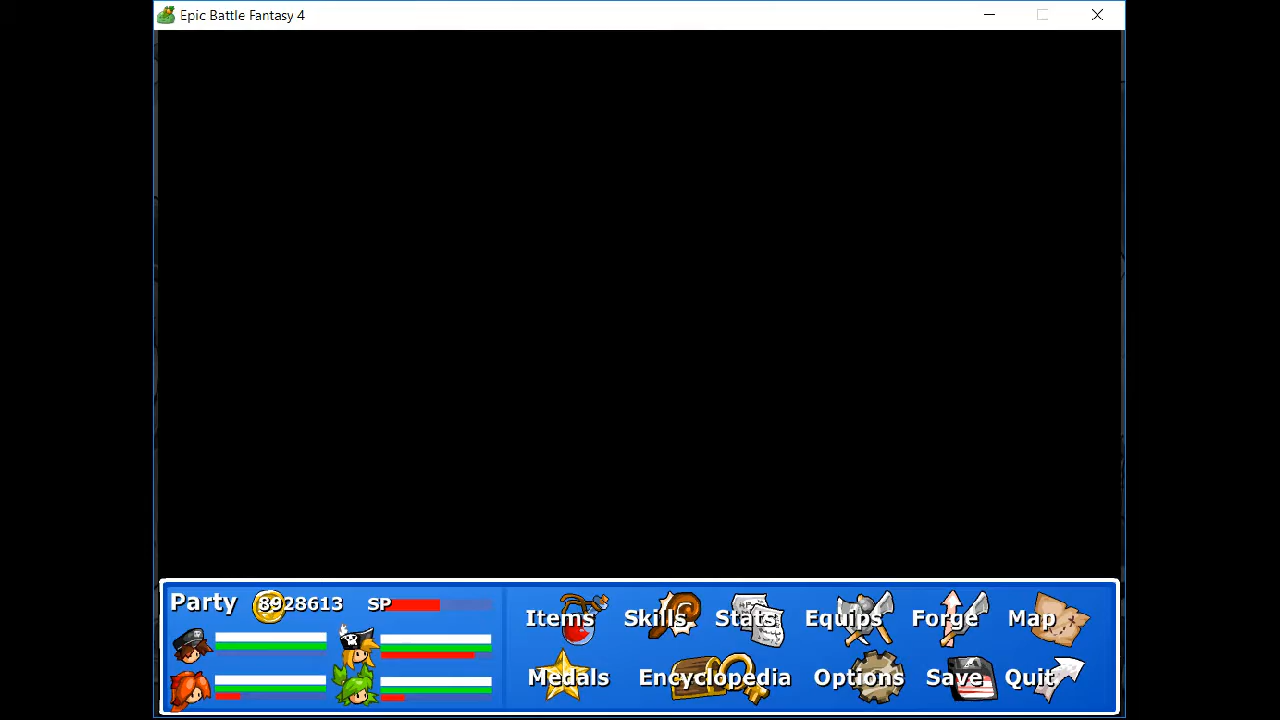 Epic Battle Fantasy 4
Party 8928613 SP
Items Skills Stats Equips Forge Map
Medals Encyclopedia Options Save Quit